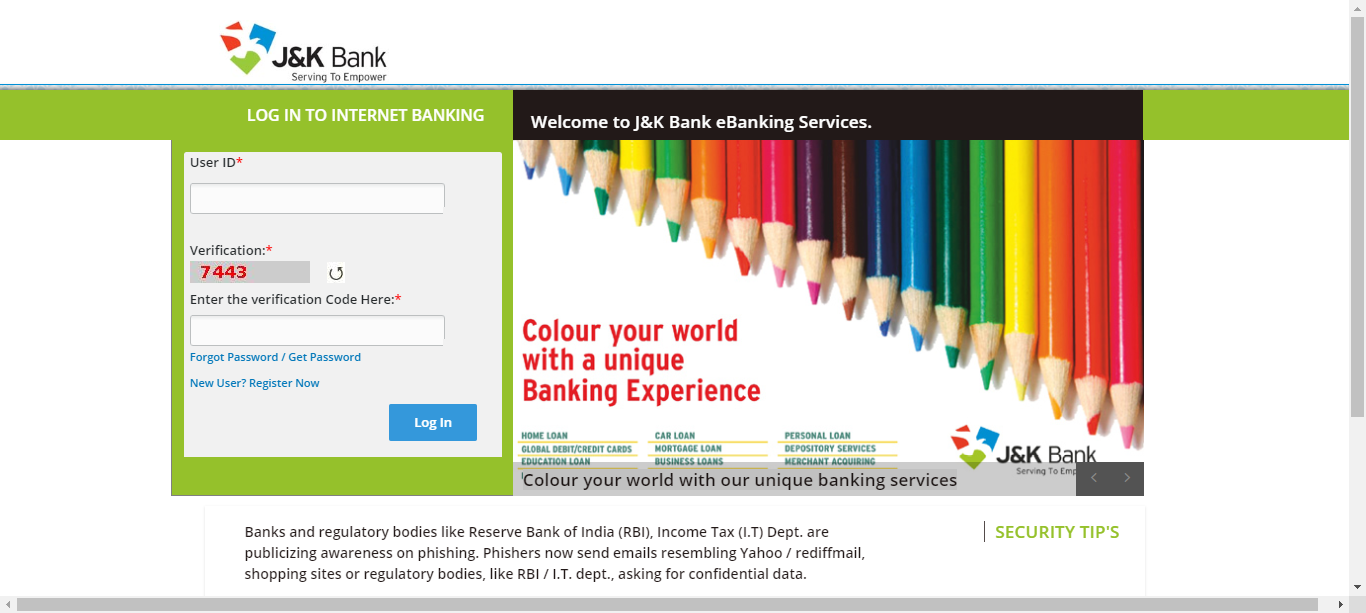 J&K Bank
Serving To Empower
LOG IN TO INTERNET BANKING
Welcome to J&K Bank eBanking Services.
User ID*
Verification:*
7443
Enter the verification Code Here:*
Forgot Password / Get Password
New User? Register Now
Log In
Colour your world
with a unique
Banking Experience
HOME LOAN CAR LOAN PERSONAL LOAN
GLOBAL DEBIT/CREDIT CARDS MORTGAGE LOAN DEPOSITORY SERVICES
EDUCATION LOAN BUSINESS LOANS MERCHANT ACQUIRING
J&K Bank
Serving To
Colour your world with our unique banking services
Banks and regulatory bodies like Reserve Bank of India (RBI), Income Tax (I.T) Dept. are
publicizing awareness on phishing. Phishers now send emails resembling Yahoo / rediffmail,
shopping sites or regulatory bodies, like RBI / I.T. dept., asking for confidential data.
SECURITY TIP'S